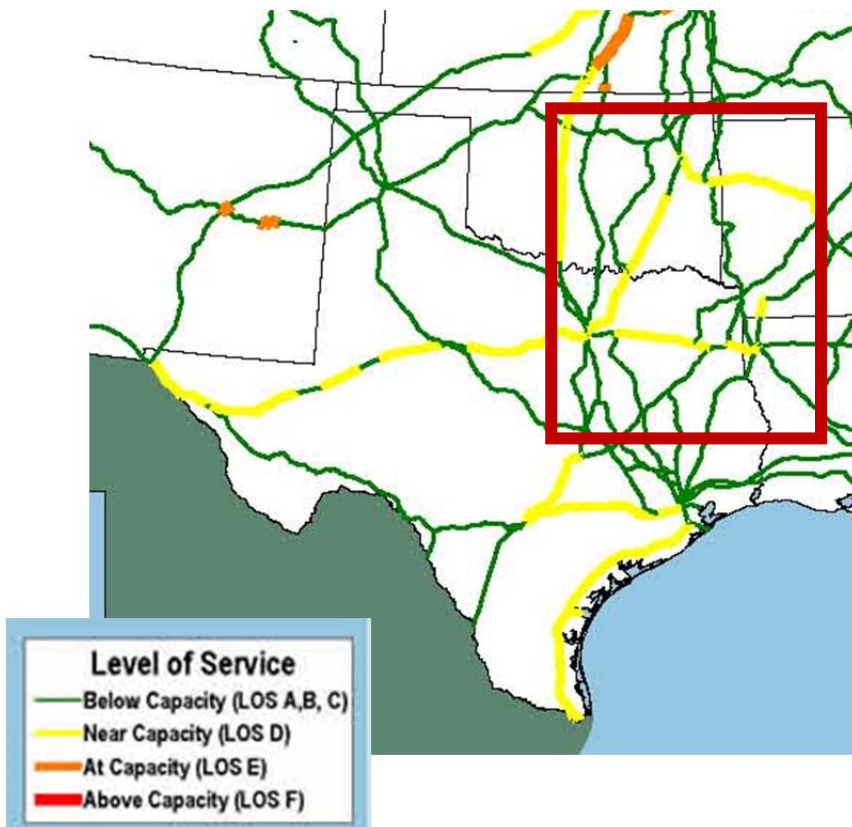 Level of Service
Below Capacity (LOS A,B, C)
Near Capacity (LOS D)
At Capacity (LOS E)
Above Capacity (LOS F)